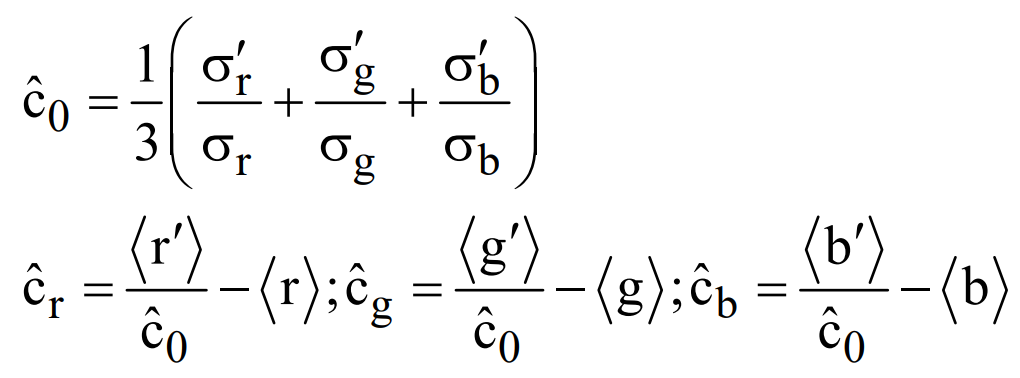 ĉ₀ = 1/3 ( σ′r/σr + σ′g/σg + σ′b/σb )
ĉr = ⟨r′⟩/ĉ₀ − ⟨r⟩; ĉg = ⟨g′⟩/ĉ₀ − ⟨g⟩; ĉb = ⟨b′⟩/ĉ₀ − ⟨b⟩